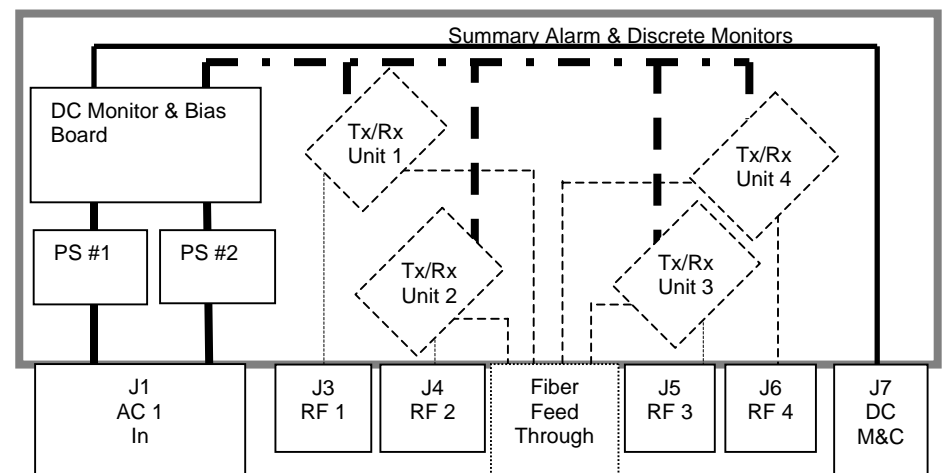 Summary Alarm & Discrete Monitors
DC Monitor & Bias
Board
Tx/Rx
Unit 1
Tx/Rx
Unit 4
PS #1
PS #2
Tx/Rx
Unit 2
Tx/Rx
Unit 3
J1
AC 1
In
J3
RF 1
J4
RF 2
Fiber
Feed
Through
J5
RF 3
J6
RF 4
J7
DC
M&C